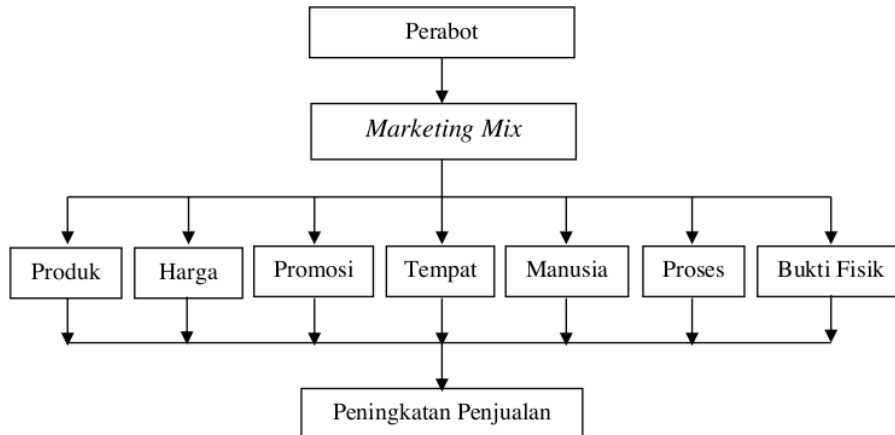 Perabot
Marketing Mix
Produk
Harga
Promosi
Tempat
Manusia
Proses
Bukti Fisik
Peningkatan Penjualan